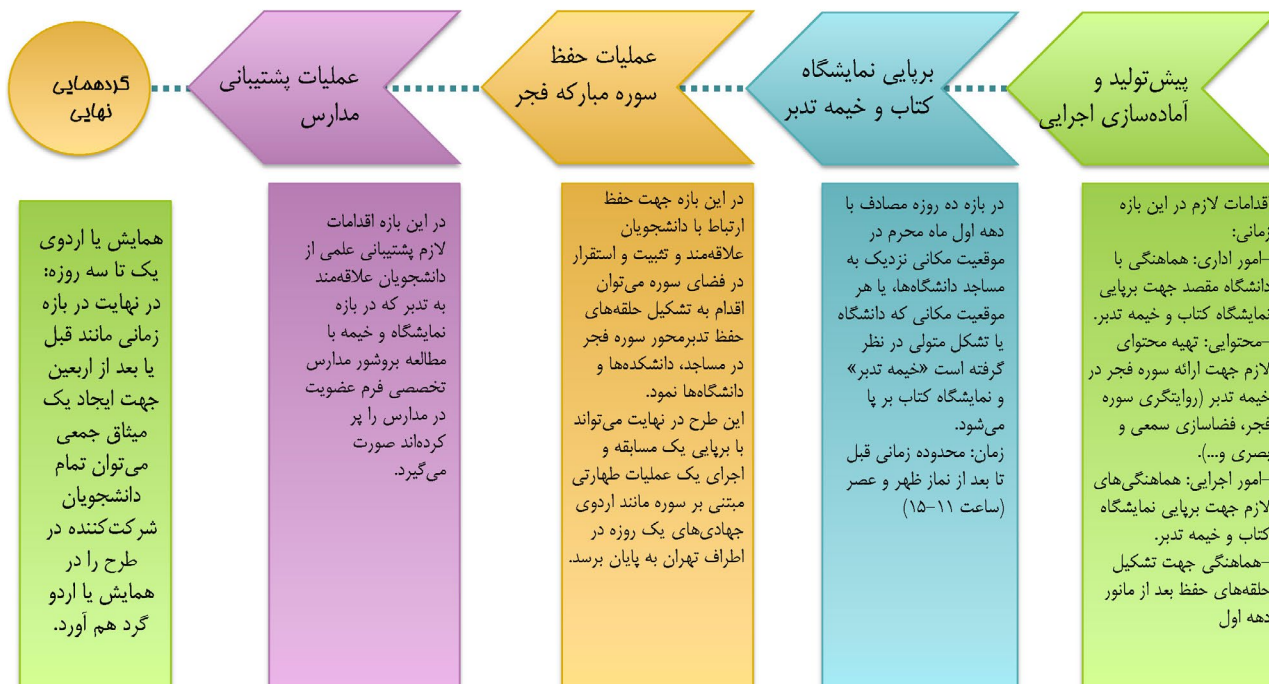 پیش‌تولید و
آماده‌سازی اجرایی
اقدامات لازم در این بازه
زمانی:
-امور اداری: هماهنگی با
دانشگاه مقصد جهت برپایی
نمایشگاه کتاب و خیمه تدبر.
-محتوایی: تهیه محتوای
لازم جهت ارائه سوره فجر در
خیمه تدبر (روایتگری سوره
فجر، فضاسازی سمعی و
بصری و...).
-امور اجرایی: هماهنگی‌های
لازم جهت برپایی نمایشگاه
کتاب و خیمه تدبر.
-هماهنگی جهت تشکیل
حلقه‌های حفظ بعد از مانور
دهه اول
برپایی نمایشگاه
کتاب و خیمه تدبر
در بازه ده روزه مصادف با
دهه اول ماه محرم در
موقعیت مکانی نزدیک به
مساجد دانشگاه‌ها، یا هر
موقعیت مکانی که دانشگاه
یا تشکل متولی در نظر
گرفته است «خیمه تدبر»
و نمایشگاه کتاب بر پا
می‌شود.
زمان: محدوده زمانی قبل
تا بعد از نماز ظهر و عصر
(ساعت ۱۱-۱۵)
عملیات حفظ
سوره مبارکه فجر
در این بازه جهت حفظ
ارتباط با دانشجویان
علاقه‌مند و تثبیت و استقرار
در فضای سوره می‌توان
اقدام به تشکیل حلقه‌های
حفظ تدبرمحور سوره فجر
در مساجد، دانشکده‌ها و
دانشگاه‌ها نمود.
این طرح در نهایت می‌تواند
با برپایی یک مسابقه و
اجرای یک عملیات طهارتی
مبتنی بر سوره مانند اردوی
جهادی‌های یک روزه در
اطراف تهران به پایان برسد.
عملیات پشتیبانی
مدارس
در این بازه اقدامات
لازم پشتیبانی علمی از
دانشجویان علاقه‌مند
به تدبر که در بازه
نمایشگاه و خیمه با
مطالعه بروشور مدارس
تخصصی فرم عضویت
در مدارس را پر
کرده‌اند صورت
می‌گیرد.
گردهمایی
نهایی
همایش یا اردوی
یک تا سه روزه:
در نهایت در بازه
زمانی مانند قبل
یا بعد از اربعین
جهت ایجاد یک
میثاق جمعی
می‌توان تمام
دانشجویان
شرکت‌کننده در
طرح را در
همایش یا اردو
گرد هم آورد.